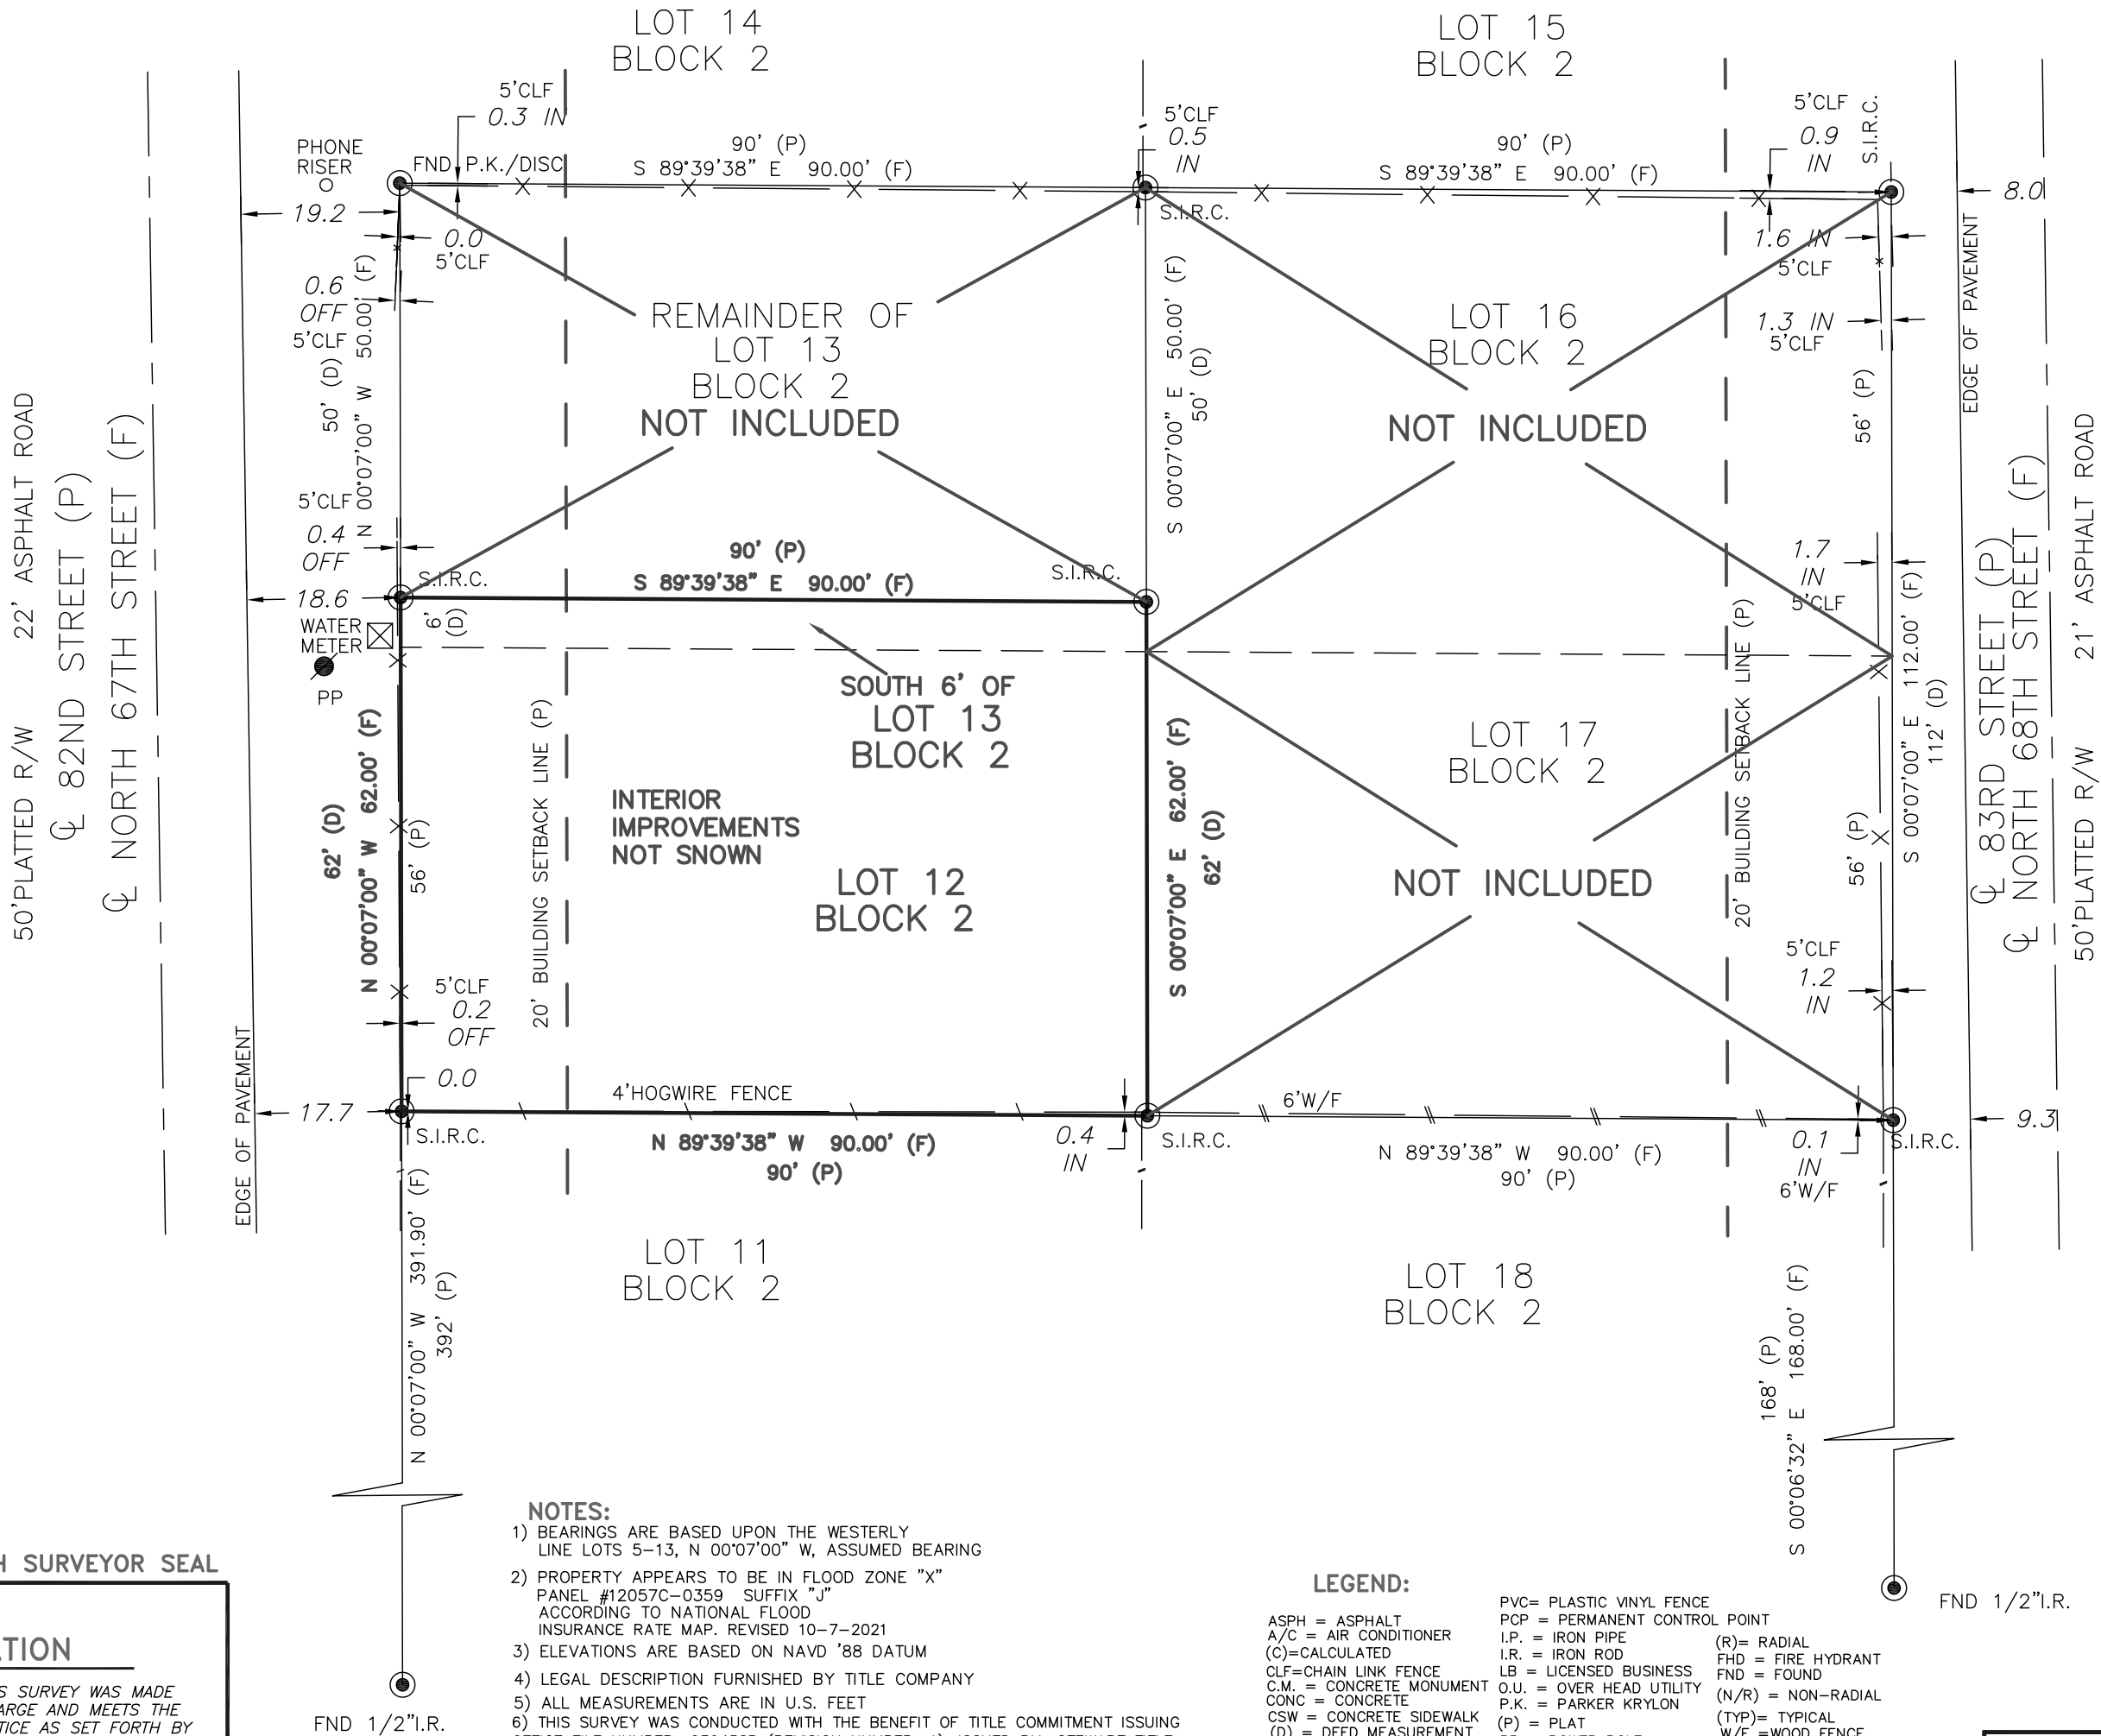 LOT 14
BLOCK 2
LOT 15
BLOCK 2
5'CLF
0.3 IN
PHONE
RISER
FND P.K./DISC
90' (P)
S 89°39'38" E 90.00' (F)
5'CLF
0.5
IN
S.I.R.C.
90' (P)
S 89°39'38" E 90.00' (F)
5'CLF
0.9
IN
S.I.R.C.
8.0
19.2
0.0
5'CLF
0.6
OFF
5'CLF
50' (D)
N 00°07'00" W 50.00' (F)
5'CLF
0.4
OFF
REMAINDER OF
LOT 13
BLOCK 2
NOT INCLUDED
S 00°07'00" E 50.00' (F)
50' (D)
LOT 16
BLOCK 2
NOT INCLUDED
1.6 IN
5'CLF
1.3 IN
5'CLF
56' (P)
EDGE OF PAVEMENT
50'PLATTED R/W 22' ASPHALT ROAD
℄ 82ND STREET (P)
℄ NORTH 67TH STREET (F)
℄ 83RD STREET (P)
℄ NORTH 68TH STREET (F)
50'PLATTED R/W 21' ASPHALT ROAD
18.6
S.I.R.C.
6'
(D)
WATER
METER
PP
90' (P)
S 89°39'38" E 90.00' (F)
S.I.R.C.
1.7
IN
5'CLF
S 00°07'00" E 112.00' (F)
112' (D)
SOUTH 6' OF
LOT 13
BLOCK 2
62' (D)
N 00°07'00" W 62.00' (F)
56' (P)
20' BUILDING SETBACK LINE (P)
INTERIOR
IMPROVEMENTS
NOT SNOWN
LOT 12
BLOCK 2
S 00°07'00" E 62.00' (F)
62' (D)
LOT 17
BLOCK 2
NOT INCLUDED
20' BUILDING SETBACK LINE (P)
56' (P)
5'CLF
1.2
IN
5'CLF
0.2
OFF
EDGE OF PAVEMENT
0.0
17.7
S.I.R.C.
4'HOGWIRE FENCE
N 89°39'38" W 90.00' (F)
90' (P)
0.4
IN
S.I.R.C.
6'W/F
N 89°39'38" W 90.00' (F)
90' (P)
0.1
IN
6'W/F
S.I.R.C.
9.3
LOT 11
BLOCK 2
LOT 18
BLOCK 2
N 00°07'00" W 391.90' (F)
392' (P)
168' (P)
S 00°06'32" E 168.00' (F)
FND 1/2"I.R.
FND 1/2"I.R.
H SURVEYOR SEAL
ATION
S SURVEY WAS MADE
ARGE AND MEETS THE
TICE AS SET FORTH BY
NOTES:
1) BEARINGS ARE BASED UPON THE WESTERLY
LINE LOTS 5-13, N 00°07'00" W, ASSUMED BEARING
2) PROPERTY APPEARS TO BE IN FLOOD ZONE "X"
PANEL #12057C-0359 SUFFIX "J"
ACCORDING TO NATIONAL FLOOD
INSURANCE RATE MAP. REVISED 10-7-2021
3) ELEVATIONS ARE BASED ON NAVD '88 DATUM
4) LEGAL DESCRIPTION FURNISHED BY TITLE COMPANY
5) ALL MEASUREMENTS ARE IN U.S. FEET
6) THIS SURVEY WAS CONDUCTED WITH THE BENEFIT OF TITLE COMMITMENT ISSUING
LEGEND:
ASPH = ASPHALT
A/C = AIR CONDITIONER
(C)=CALCULATED
CLF=CHAIN LINK FENCE
C.M. = CONCRETE MONUMENT
CONC = CONCRETE
CSW = CONCRETE SIDEWALK
(D) = DEED MEASUREMENT
PVC= PLASTIC VINYL FENCE
PCP = PERMANENT CONTROL POINT
I.P. = IRON PIPE
I.R. = IRON ROD
LB = LICENSED BUSINESS
O.U. = OVER HEAD UTILITY
P.K. = PARKER KRYLON
(P) = PLAT
(R)= RADIAL
FHD = FIRE HYDRANT
FND = FOUND
(N/R) = NON-RADIAL
(TYP)= TYPICAL
W/F =WOOD FENCE